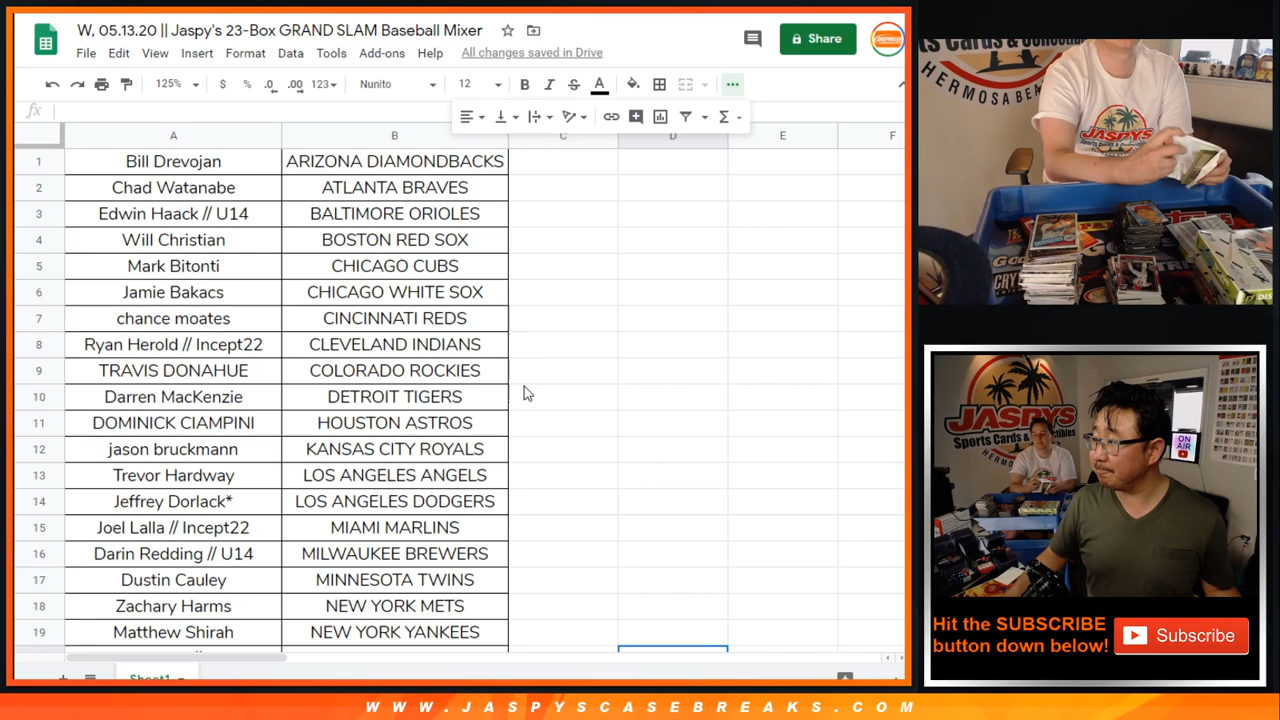 W, 05.13.20 || Jaspy's 23-Box GRAND SLAM Baseball Mixer
File Edit View Insert Format Data Tools Add-ons Help All changes saved in Drive
Share
125% $ % .0 .00 123 Nunito 12 B I S A
fx
A B C D E F
1 Bill Drevojan ARIZONA DIAMONDBACKS
2 Chad Watanabe ATLANTA BRAVES
3 Edwin Haack // U14 BALTIMORE ORIOLES
4 Will Christian BOSTON RED SOX
5 Mark Bitonti CHICAGO CUBS
6 Jamie Bakacs CHICAGO WHITE SOX
7 chance moates CINCINNATI REDS
8 Ryan Herold // Incept22 CLEVELAND INDIANS
9 TRAVIS DONAHUE COLORADO ROCKIES
10 Darren MacKenzie DETROIT TIGERS
11 DOMINICK CIAMPINI HOUSTON ASTROS
12 jason bruckmann KANSAS CITY ROYALS
13 Trevor Hardway LOS ANGELES ANGELS
14 Jeffrey Dorlack* LOS ANGELES DODGERS
15 Joel Lalla // Incept22 MIAMI MARLINS
16 Darin Redding // U14 MILWAUKEE BREWERS
17 Dustin Cauley MINNESOTA TWINS
18 Zachary Harms NEW YORK METS
19 Matthew Shirah NEW YORK YANKEES
Sheet1
HERMOSA BEA
JASPYS
JASPYS
Sports Cards & Collectibles
HERM
ON AIR
Hit the SUBSCRIBE
button down below!
Subscribe
WWW.JASPYSCASEBREAKS.COM